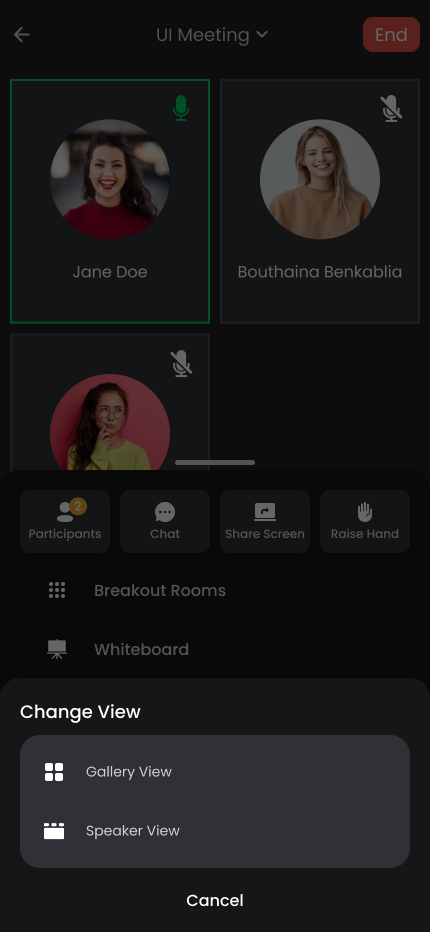 UI Meeting
End
Jane Doe
Bouthaina Benkablia
2
Participants
Chat
Share Screen
Raise Hand
Breakout Rooms
Whiteboard
Change View
Gallery View
Speaker View
Cancel